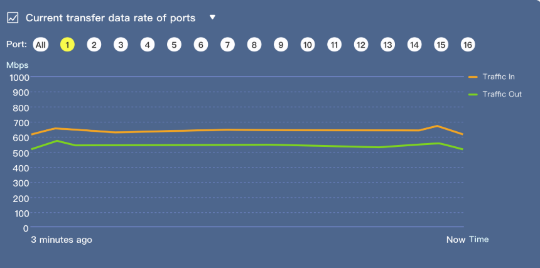 Current transfer data rate of ports
Port: All 1 2 3 4 5 6 7 8 9 10 11 12 13 14 15 16
Mbps
1000
900
800
700
600
500
400
300
200
100
0
Traffic In
Traffic Out
3 minutes ago
Now Time